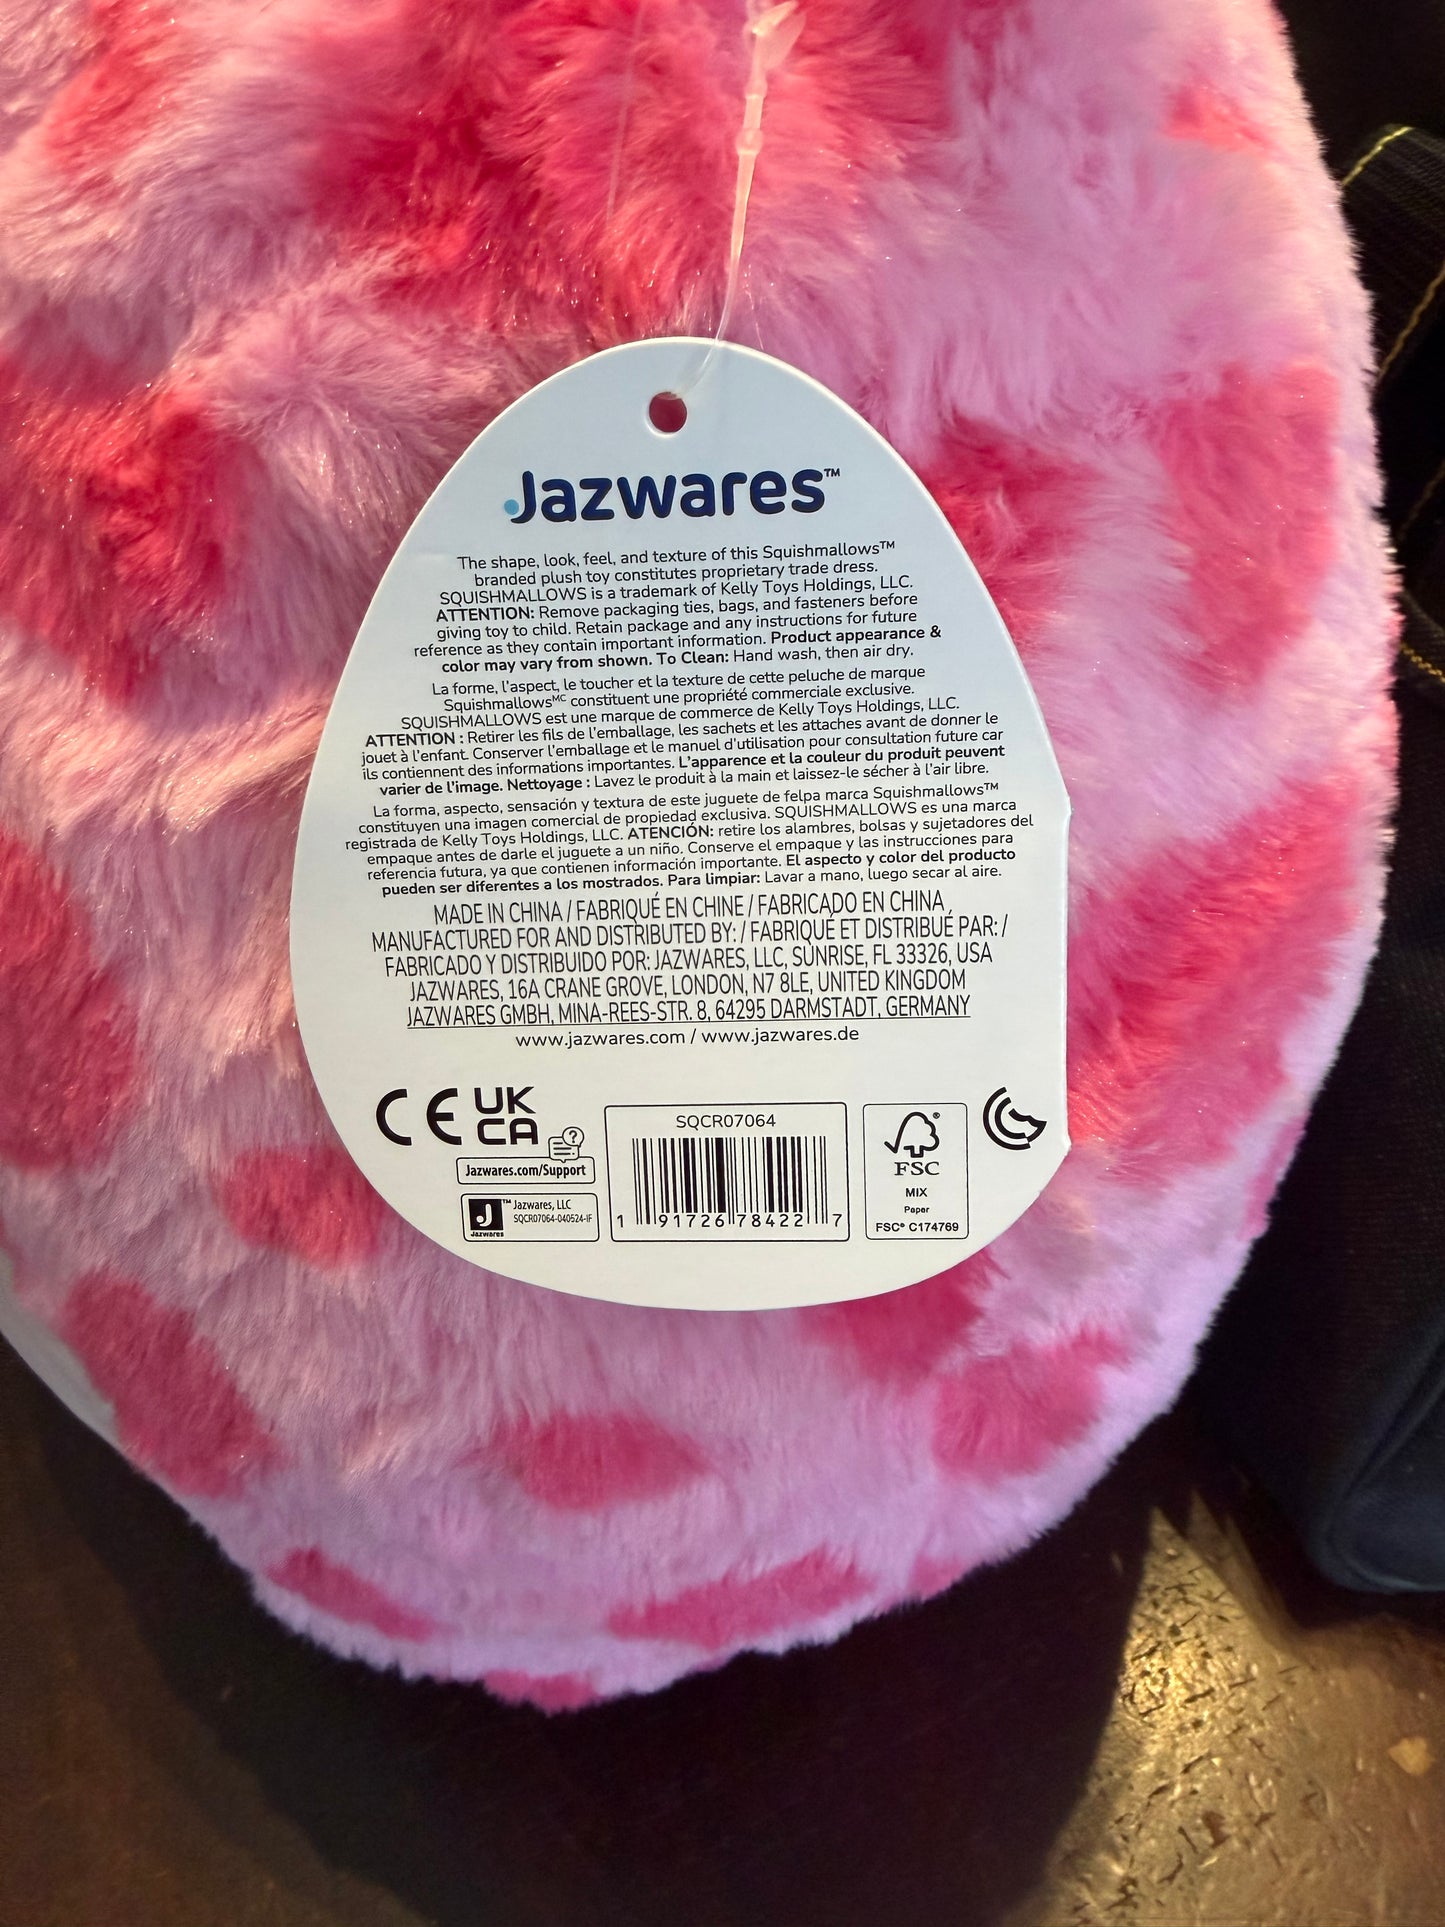 Jazwares™
The shape, look, feel, and texture of this Squishmallows™
branded plush toy constitutes proprietary trade dress.
SQUISHMALLOWS is a trademark of Kelly Toys Holdings, LLC.
ATTENTION: Remove packaging ties, bags, and fasteners before
giving toy to child. Retain package and any instructions for future
reference as they contain important information. Product appearance &
color may vary from shown. To Clean: Hand wash, then air dry.
La forme, l'aspect, le toucher et la texture de cette peluche de marque
Squishmallowsᴹᶜ constituent une propriété commerciale exclusive.
SQUISHMALLOWS est une marque de commerce de Kelly Toys Holdings, LLC.
ATTENTION : Retirer les fils de l'emballage, les sachets et les attaches avant de donner le
jouet à l'enfant. Conserver l'emballage et le manuel d'utilisation pour consultation future car
ils contiennent des informations importantes. L'apparence et la couleur du produit peuvent
varier de l'image. Nettoyage : Lavez le produit à la main et laissez-le sécher à l'air libre.
La forma, aspecto, sensación y textura de este juguete de felpa marca Squishmallows™
constituyen una imagen comercial de propiedad exclusiva. SQUISHMALLOWS es una marca
registrada de Kelly Toys Holdings, LLC. ATENCIÓN: retire los alambres, bolsas y sujetadores del
empaque antes de darle el juguete a un niño. Conserve el empaque y las instrucciones para
referencia futura, ya que contienen información importante. El aspecto y color del producto
pueden ser diferentes a los mostrados. Para limpiar: Lavar a mano, luego secar al aire.
MADE IN CHINA / FABRIQUÉ EN CHINE / FABRICADO EN CHINA
MANUFACTURED FOR AND DISTRIBUTED BY: / FABRIQUÉ ET DISTRIBUÉ PAR: /
FABRICADO Y DISTRIBUIDO POR: JAZWARES, LLC, SUNRISE, FL 33326, USA
JAZWARES, 16A CRANE GROVE, LONDON, N7 8LE, UNITED KINGDOM
JAZWARES GMBH, MINA-REES-STR. 8, 64295 DARMSTADT, GERMANY
www.jazwares.com / www.jazwares.de
CE UK
CA
?
Jazwares.com/Support
J™ Jazwares, LLC
SQCR07064-040524-IF
Jazwares
SQCR07064
1 91726 78422 7
FSC®
MIX
Paper
FSC® C174769